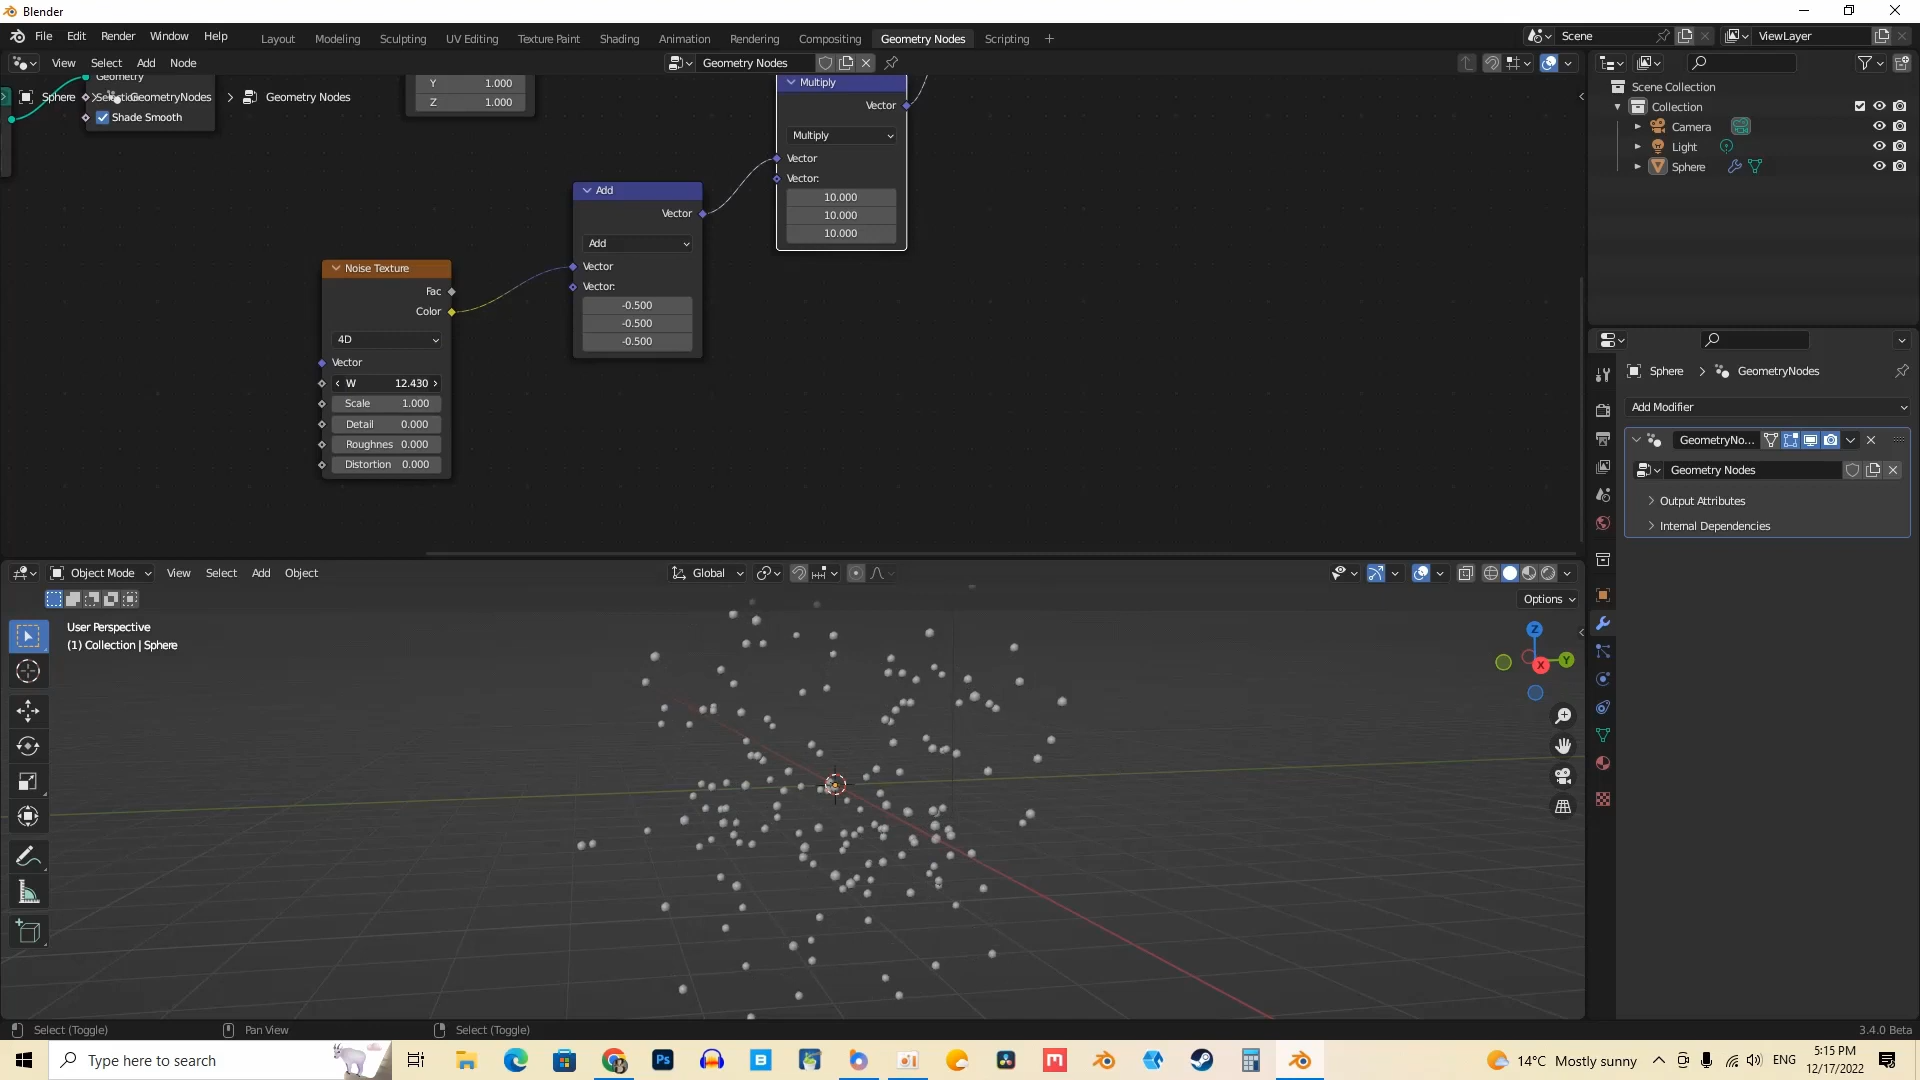 Blender
File Edit Render Window Help
Layout Modeling Sculpting UV Editing Texture Paint Shading Animation Rendering Compositing Geometry Nodes Scripting +
Scene ViewLayer
View Select Add Node
Geometry Nodes
Geometry
Sphere GeometryNodes > Geometry Nodes
Shade Smooth
Y 1.000
Z 1.000
Multiply
Vector
Multiply
Vector
Vector:
10.000
10.000
10.000
Add
Vector
Add
Vector
Vector:
-0.500
-0.500
-0.500
Noise Texture
Fac
Color
4D
Vector
W 12.430
Scale 1.000
Detail 0.000
Roughnes 0.000
Distortion 0.000
Scene Collection
Collection
Camera
Light
Sphere
Sphere > GeometryNodes
Add Modifier
GeometryNo...
Geometry Nodes
Output Attributes
Internal Dependencies
Object Mode View Select Add Object
Global
Options
User Perspective
(1) Collection | Sphere
Z
Y
X
Select (Toggle) Pan View Select (Toggle)
3.4.0 Beta
Type here to search
Ps
14°C Mostly sunny
ENG
5:15 PM
12/17/2022